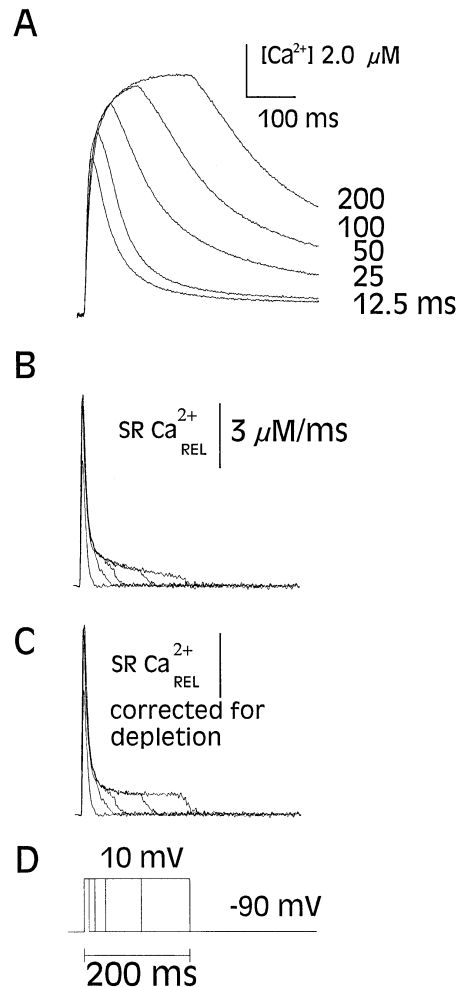 A
[Ca²⁺] 2.0 μM
100 ms
200
100
50
25
12.5 ms
B
SR Ca²⁺ REL
3 μM/ms
C
SR Ca²⁺ REL
corrected for
depletion
D
10 mV
-90 mV
200 ms